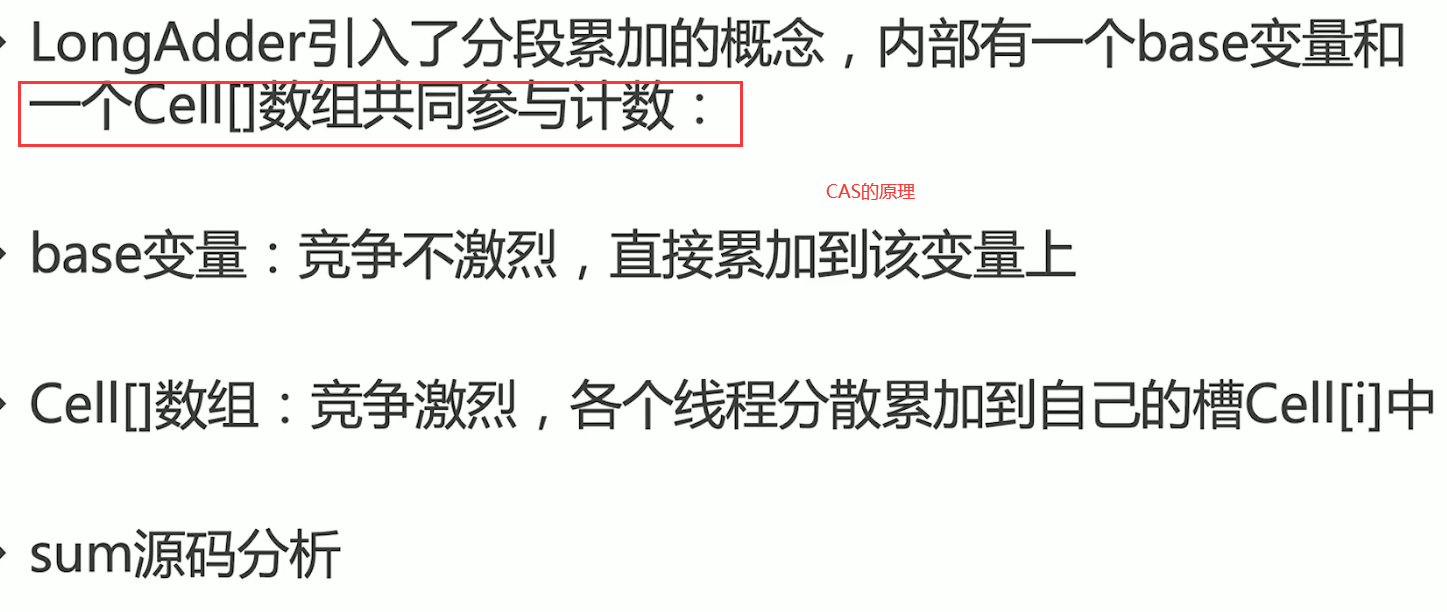 LongAdder引入了分段累加的概念，内部有一个base变量和
一个Cell[]数组共同参与计数：
CAS的原理
base变量：竞争不激烈，直接累加到该变量上
Cell[]数组：竞争激烈，各个线程分散累加到自己的槽Cell[i]中
sum源码分析